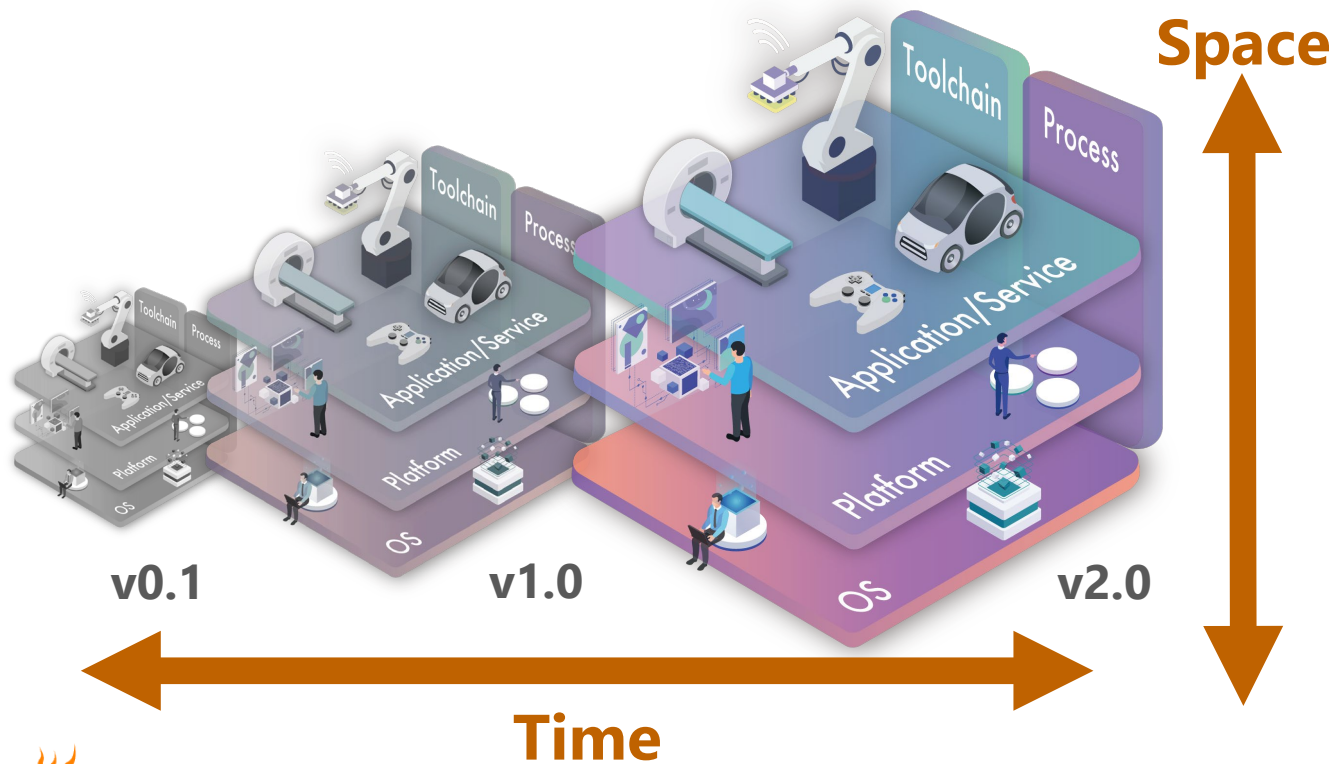 Space
Toolchain
Process
Application/Service
Platform
OS
Toolchain
Process
Application/Service
Platform
OS
Toolchain
Process
Application/Service
Platform
OS
v0.1
v1.0
v2.0
Time